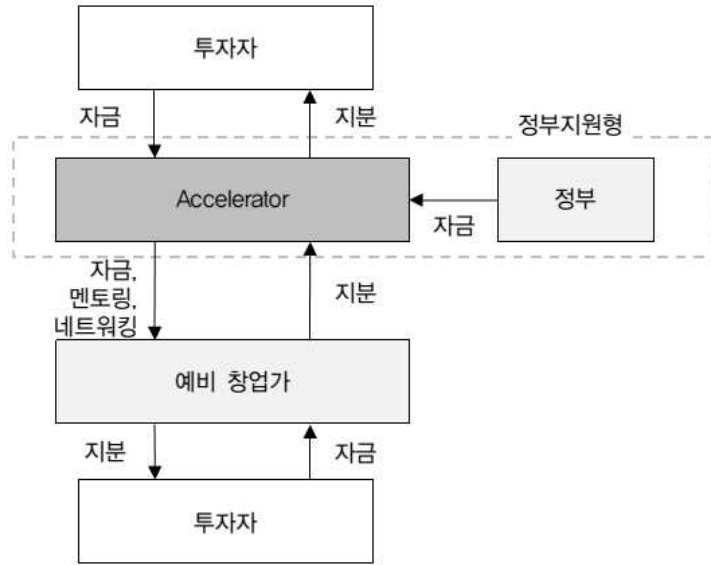 투자자
자금
지분
정부지원형
Accelerator
정부
자금
자금,
멘토링,
네트워킹
지분
예비 창업가
지분
자금
투자자